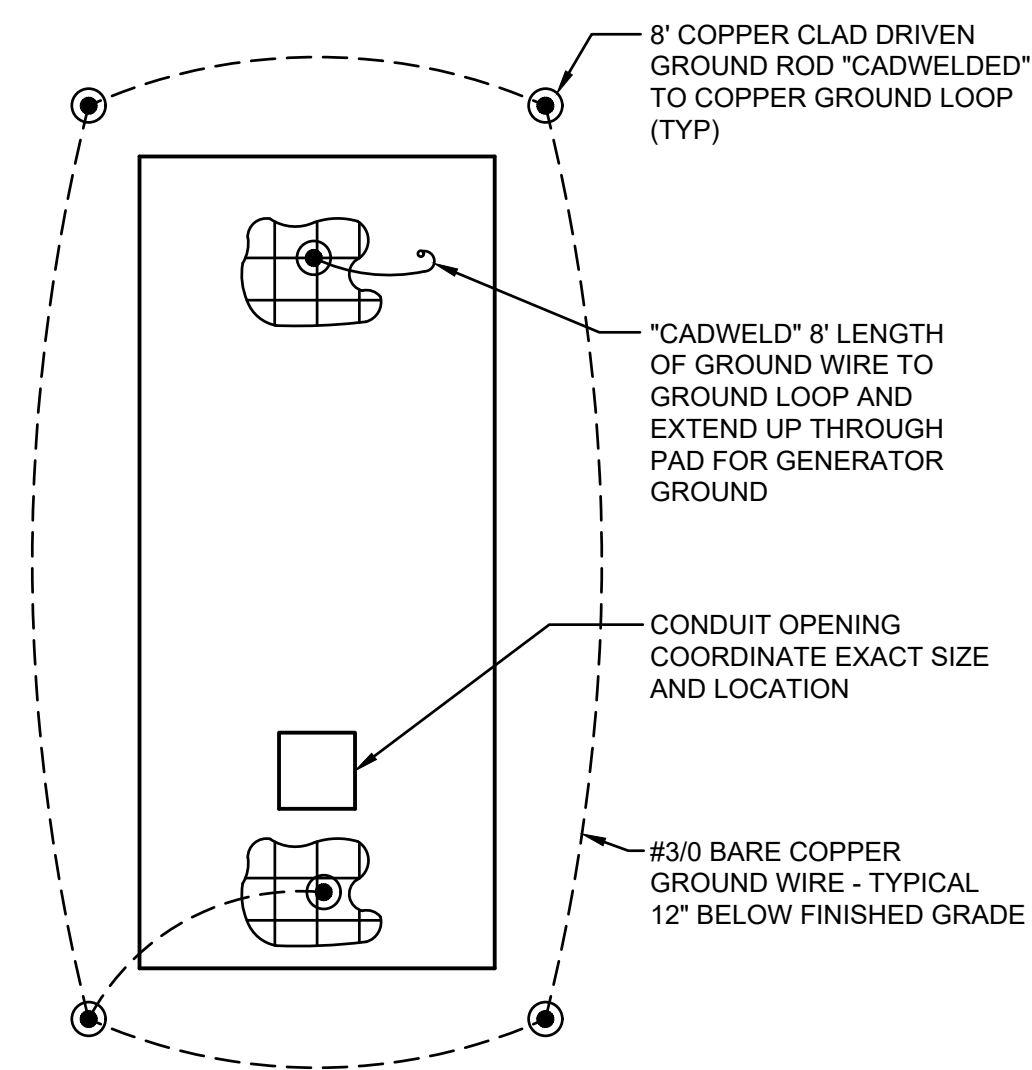 8' COPPER CLAD DRIVEN
GROUND ROD "CADWELDED"
TO COPPER GROUND LOOP
(TYP)
"CADWELD" 8' LENGTH
OF GROUND WIRE TO
GROUND LOOP AND
EXTEND UP THROUGH
PAD FOR GENERATOR
GROUND
CONDUIT OPENING
COORDINATE EXACT SIZE
AND LOCATION
#3/0 BARE COPPER
GROUND WIRE - TYPICAL
12" BELOW FINISHED GRADE